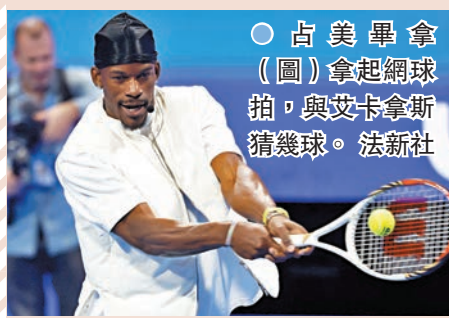 ○占美畢拿
（圖）拿起網球
拍，與艾卡拿斯
猜幾球。 法新社